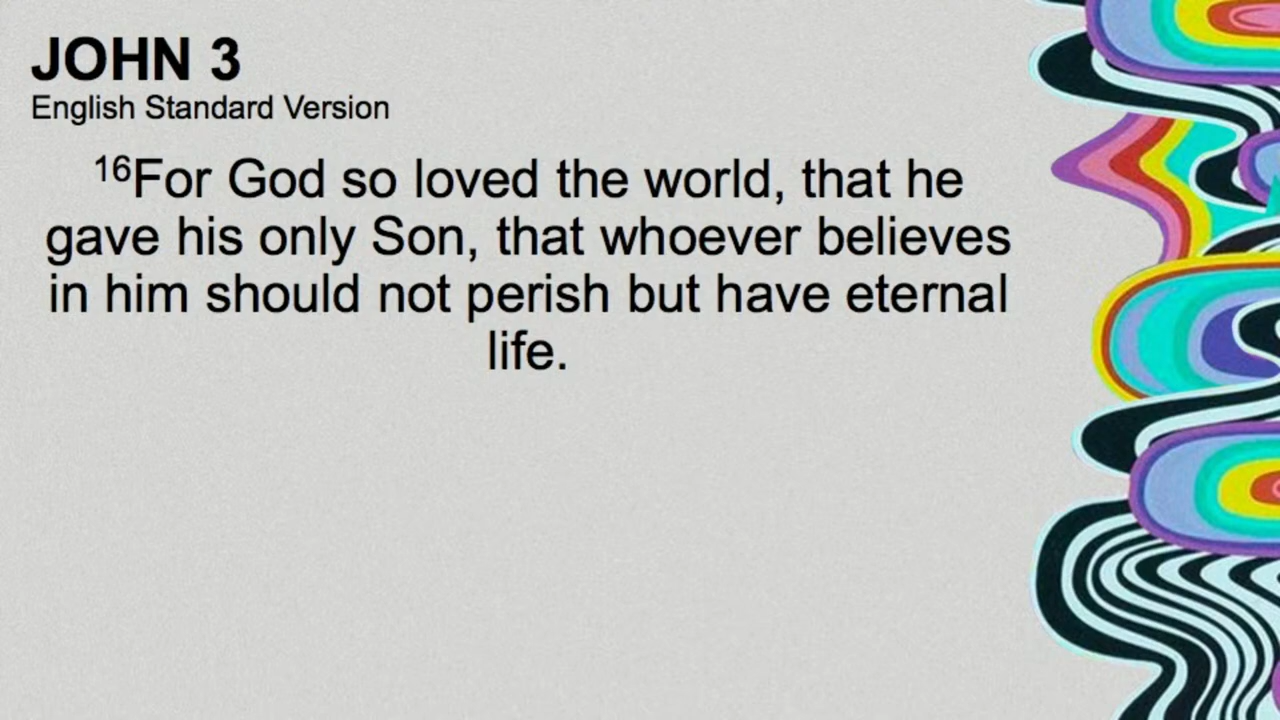 JOHN 3
English Standard Version
16For God so loved the world, that he
gave his only Son, that whoever believes
in him should not perish but have eternal
life.